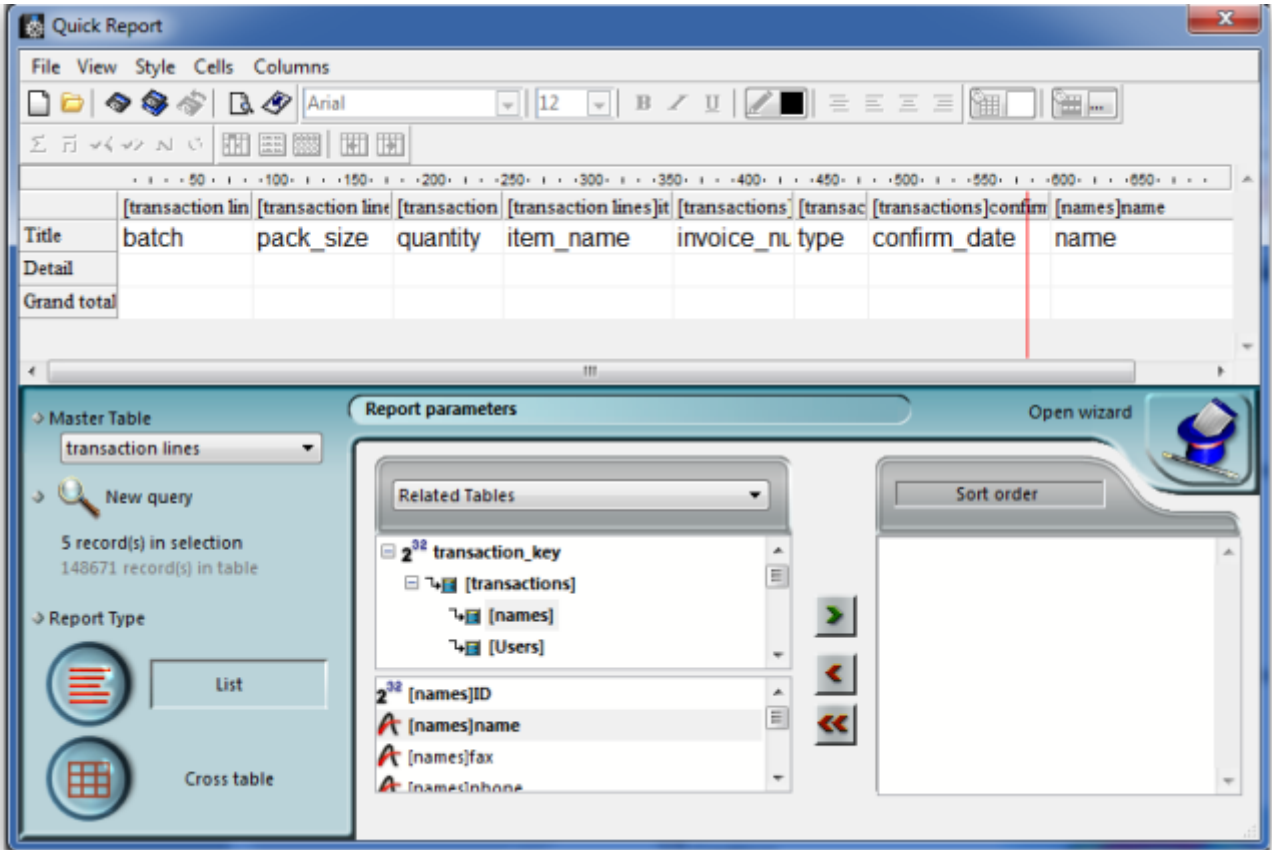 Quick Report
File View Style Cells Columns
Arial 12 B I U ...
Σ N
50 100 150 200 250 300 350 400 450 500 550 600 650
[transaction lin [transaction line [transaction [transaction lines]it [transactions] [transac [transactions]confirm [names]name
Title batch pack_size quantity item_name invoice_nu type confirm_date name
Detail
Grand total
Master Table
Report parameters
Open wizard
transaction lines
Related Tables
Sort order
New query
5 record(s) in selection
148671 record(s) in table
2³² transaction_key
[transactions]
[names]
[Users]
Report Type
List
Cross table
2³² [names]ID
[names]name
[names]fax
[names]phone